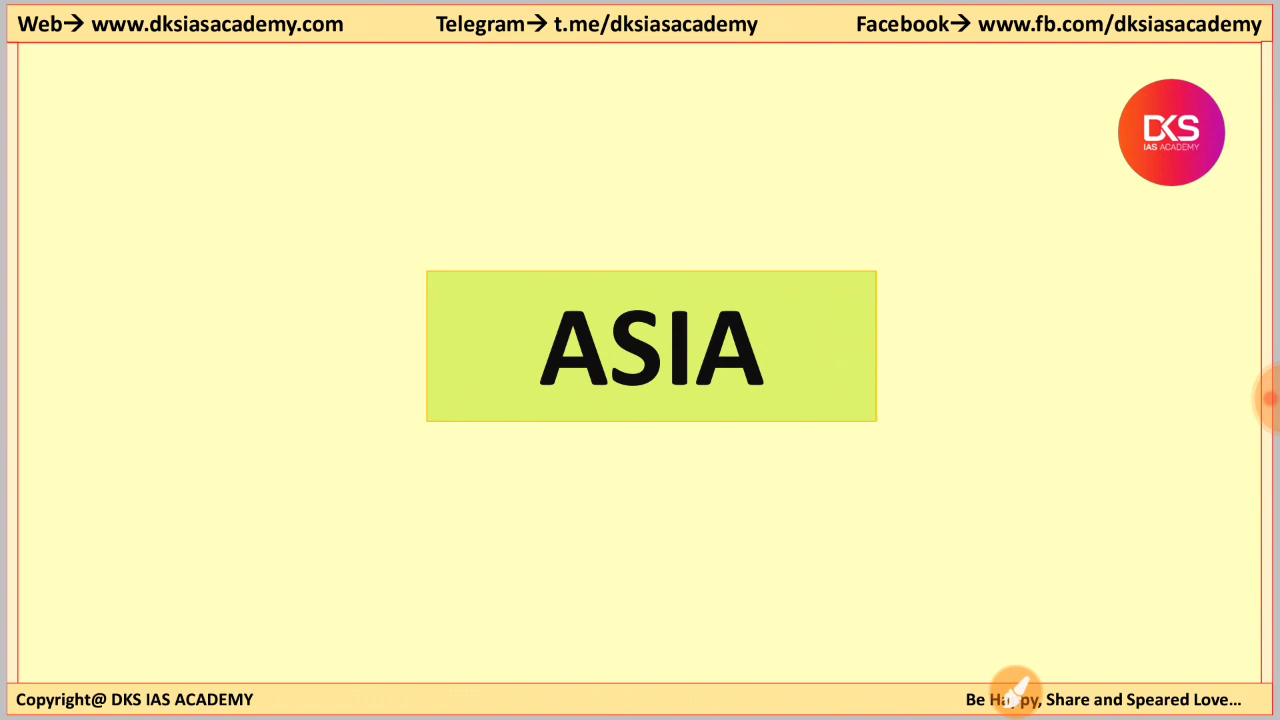 Web→ www.dksiasacademy.com Telegram→ t.me/dksiasacademy Facebook→ www.fb.com/dksiasacademy
DKS
IAS ACADEMY
ASIA
Copyright@ DKS IAS ACADEMY Be Happy, Share and Speared Love...